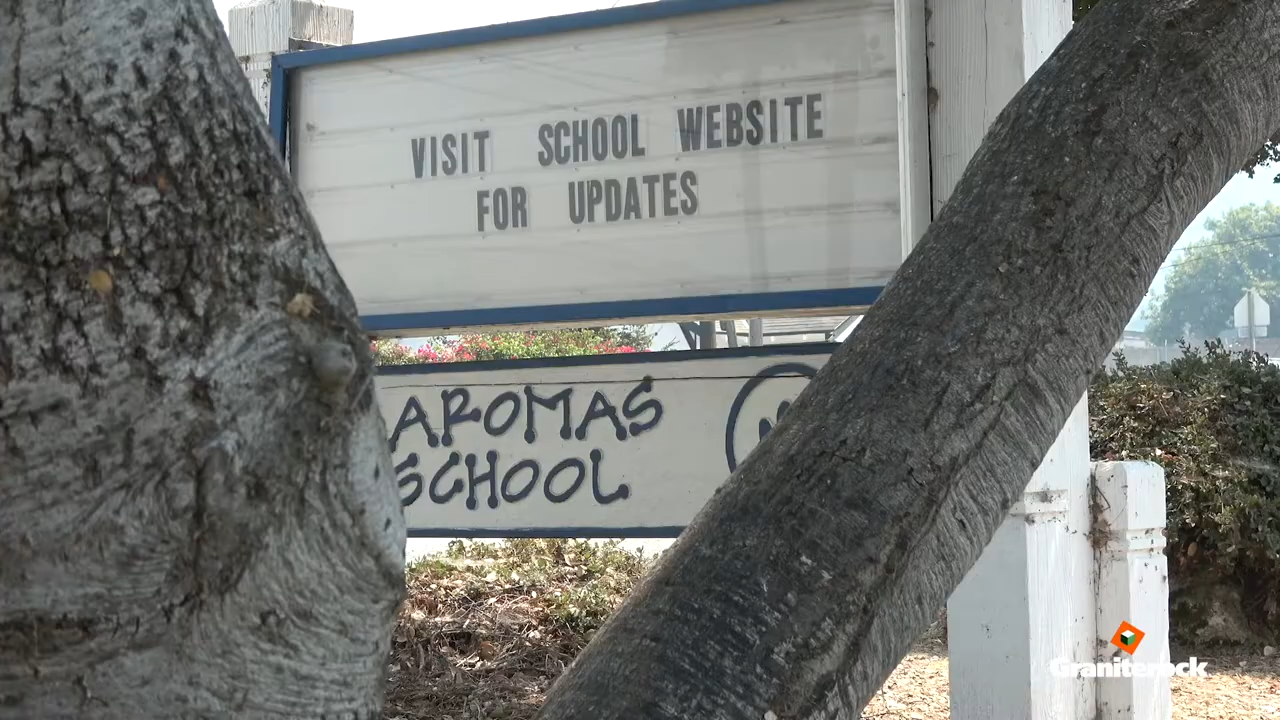 VISIT SCHOOL WEBSITE
FOR UPDATES
AROMAS
SCHOOL
Graniterock